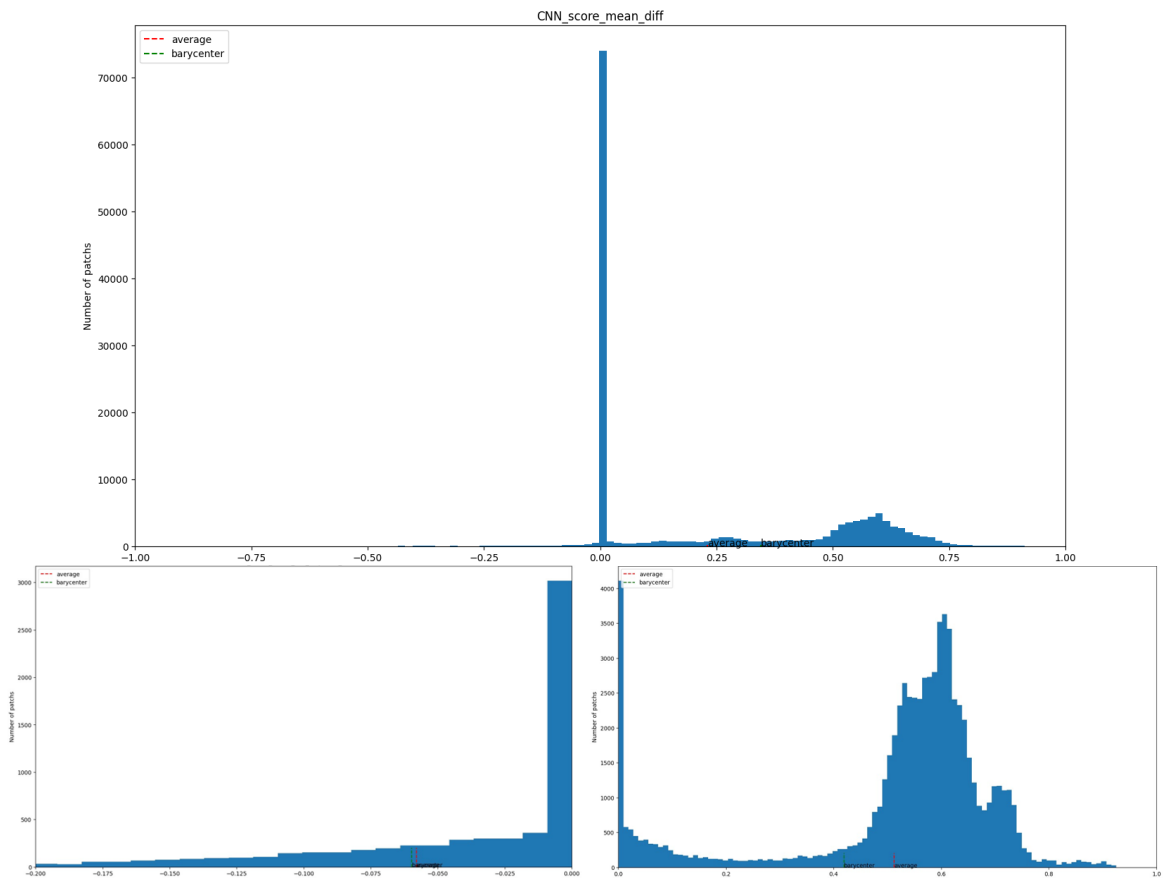 CNN_score_mean_diff
average
barycenter
Number of patchs
70000
60000
50000
40000
30000
20000
10000
0
average barycenter
−1.00 −0.75 −0.50 −0.25 0.00 0.25 0.50 0.75 1.00
average
barycenter
Number of patchs
3000
2500
2000
1500
1000
500
0
barycenter
−0.200 −0.175 −0.150 −0.125 −0.100 −0.075 −0.050 −0.025 0.000
average
barycenter
Number of patchs
4000
3500
3000
2500
2000
1500
1000
500
0
barycenter average
0.0 0.2 0.4 0.6 0.8 1.0